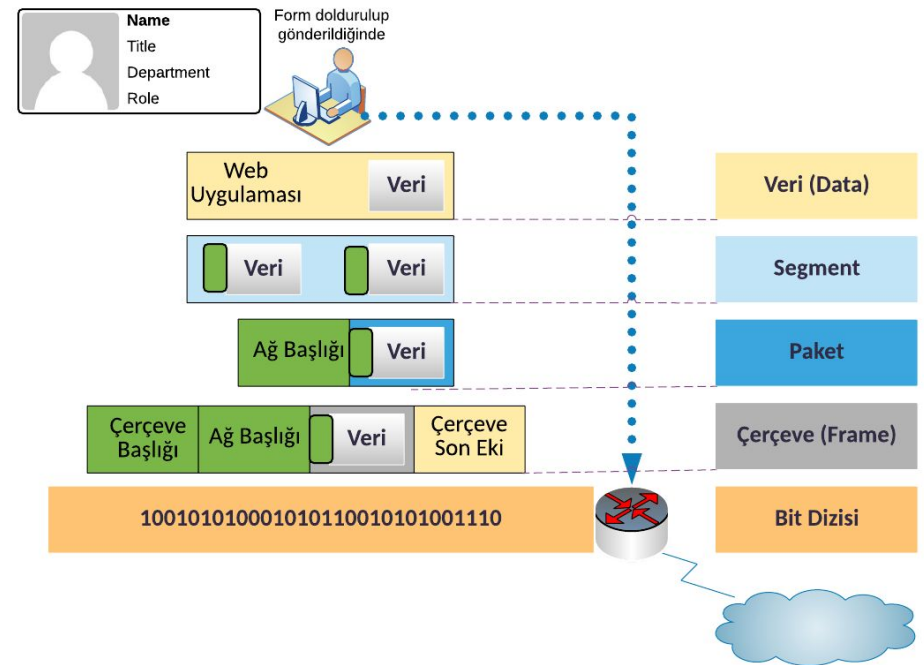 Name
Title
Department
Role
Form doldurulup
gönderildiğinde
Web
Uygulaması
Veri
Veri (Data)
Veri
Veri
Segment
Ağ Başlığı
Veri
Paket
Çerçeve
Başlığı
Ağ Başlığı
Veri
Çerçeve
Son Eki
Çerçeve (Frame)
100101010001010110010101001110
Bit Dizisi